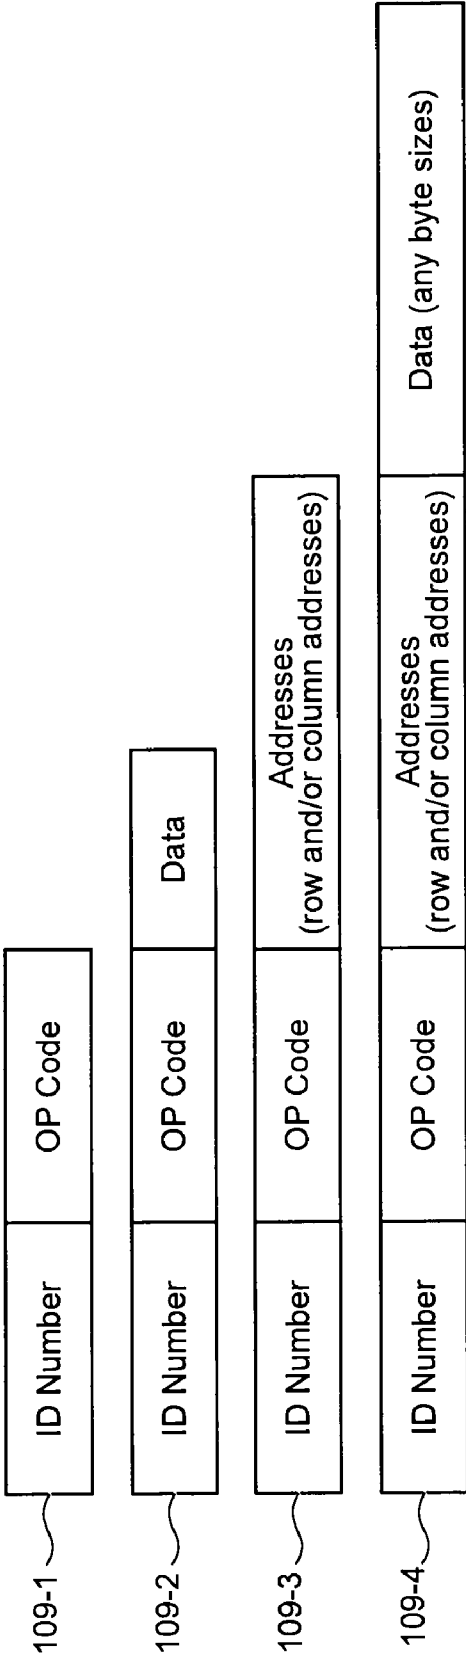 109-1
ID Number
OP Code
109-2
ID Number
OP Code
Data
109-3
ID Number
OP Code
Addresses
(row and/or column addresses)
109-4
ID Number
OP Code
Addresses
(row and/or column addresses)
Data (any byte sizes)